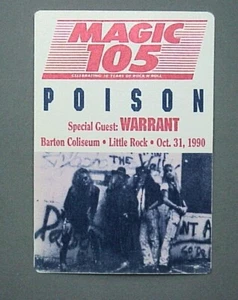 MAGIC
105
CELEBRATING 10 YEARS OF ROCK N ROLL
POISON
Special Guest: WARRANT
Barton Coliseum • Little Rock • Oct. 31, 1990
THE